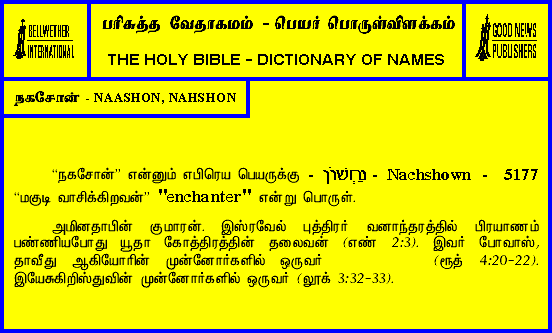 BELLWETHER
INTERNATIONAL
பரிசுத்த வேதாகமம் - பெயர் பொருள்விளக்கம்
THE HOLY BIBLE - DICTIONARY OF NAMES
GOOD NEWS
PUBLISHERS
நகசோன் - NAASHON, NAHSHON
“நகசோன்” என்னும் எபிரெய பெயருக்கு - נַחְשׁוֹן - Nachshown - 5177
“மகுடி வாசிக்கிறவன்” "enchanter" என்று பொருள்.
அமினதாபின் குமாரன். இஸ்ரவேல் புத்திரர் வனாந்தரத்தில் பிரயாணம்
பண்ணியபோது யூதா கோத்திரத்தின் தலைவன் (எண் 2:3). இவர் போவாஸ்,
தாவீது ஆகியோரின் முன்னோர்களில் ஒருவர் (ரூத் 4:20-22).
இயேசுகிறிஸ்துவின் முன்னோர்களில் ஒருவர் (லூக் 3:32-33).